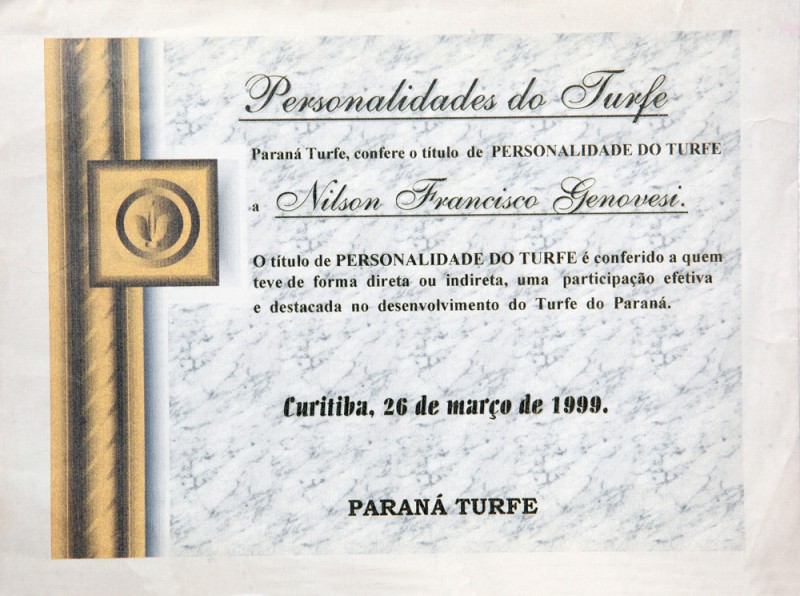 Personalidades do Turfe
Paraná Turfe, confere o título de PERSONALIDADE DO TURFE
a Nilson Francisco Genovesi.
O título de PERSONALIDADE DO TURFE é conferido a quem
teve de forma direta ou indireta, uma participação efetiva
e destacada no desenvolvimento do Turfe do Paraná.
Curitiba, 26 de março de 1999.
PARANÁ TURFE